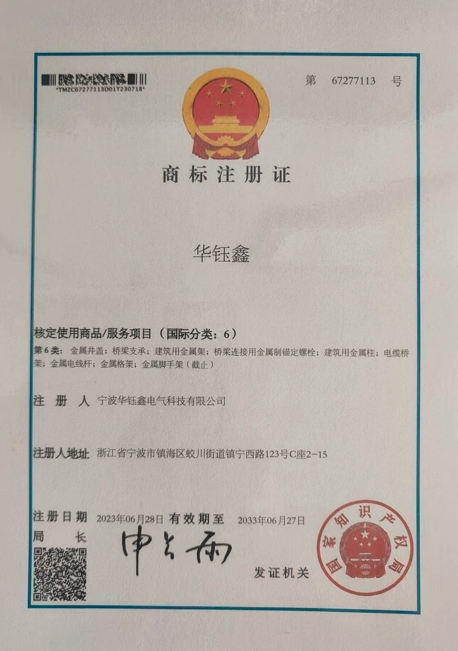 第 67277113 号
*TMZC67277113D01T230718*
商标注册证
华钰鑫
核定使用商品/服务项目（国际分类：6）
第6类：金属井盖；桥梁支承；建筑用金属架；桥梁连接用金属制锚定螺栓；建筑用金属柱；电缆桥
架；金属电线杆；金属格架；金属脚手架（截止）
注册人 宁波华钰鑫电气科技有限公司
注册人地址 浙江省宁波市镇海区蛟川街道镇宁西路123号C座2-15
注册日期 2023年06月28日 有效期至 2033年06月27日
局长 申长雨
发证机关
国家知识产权局